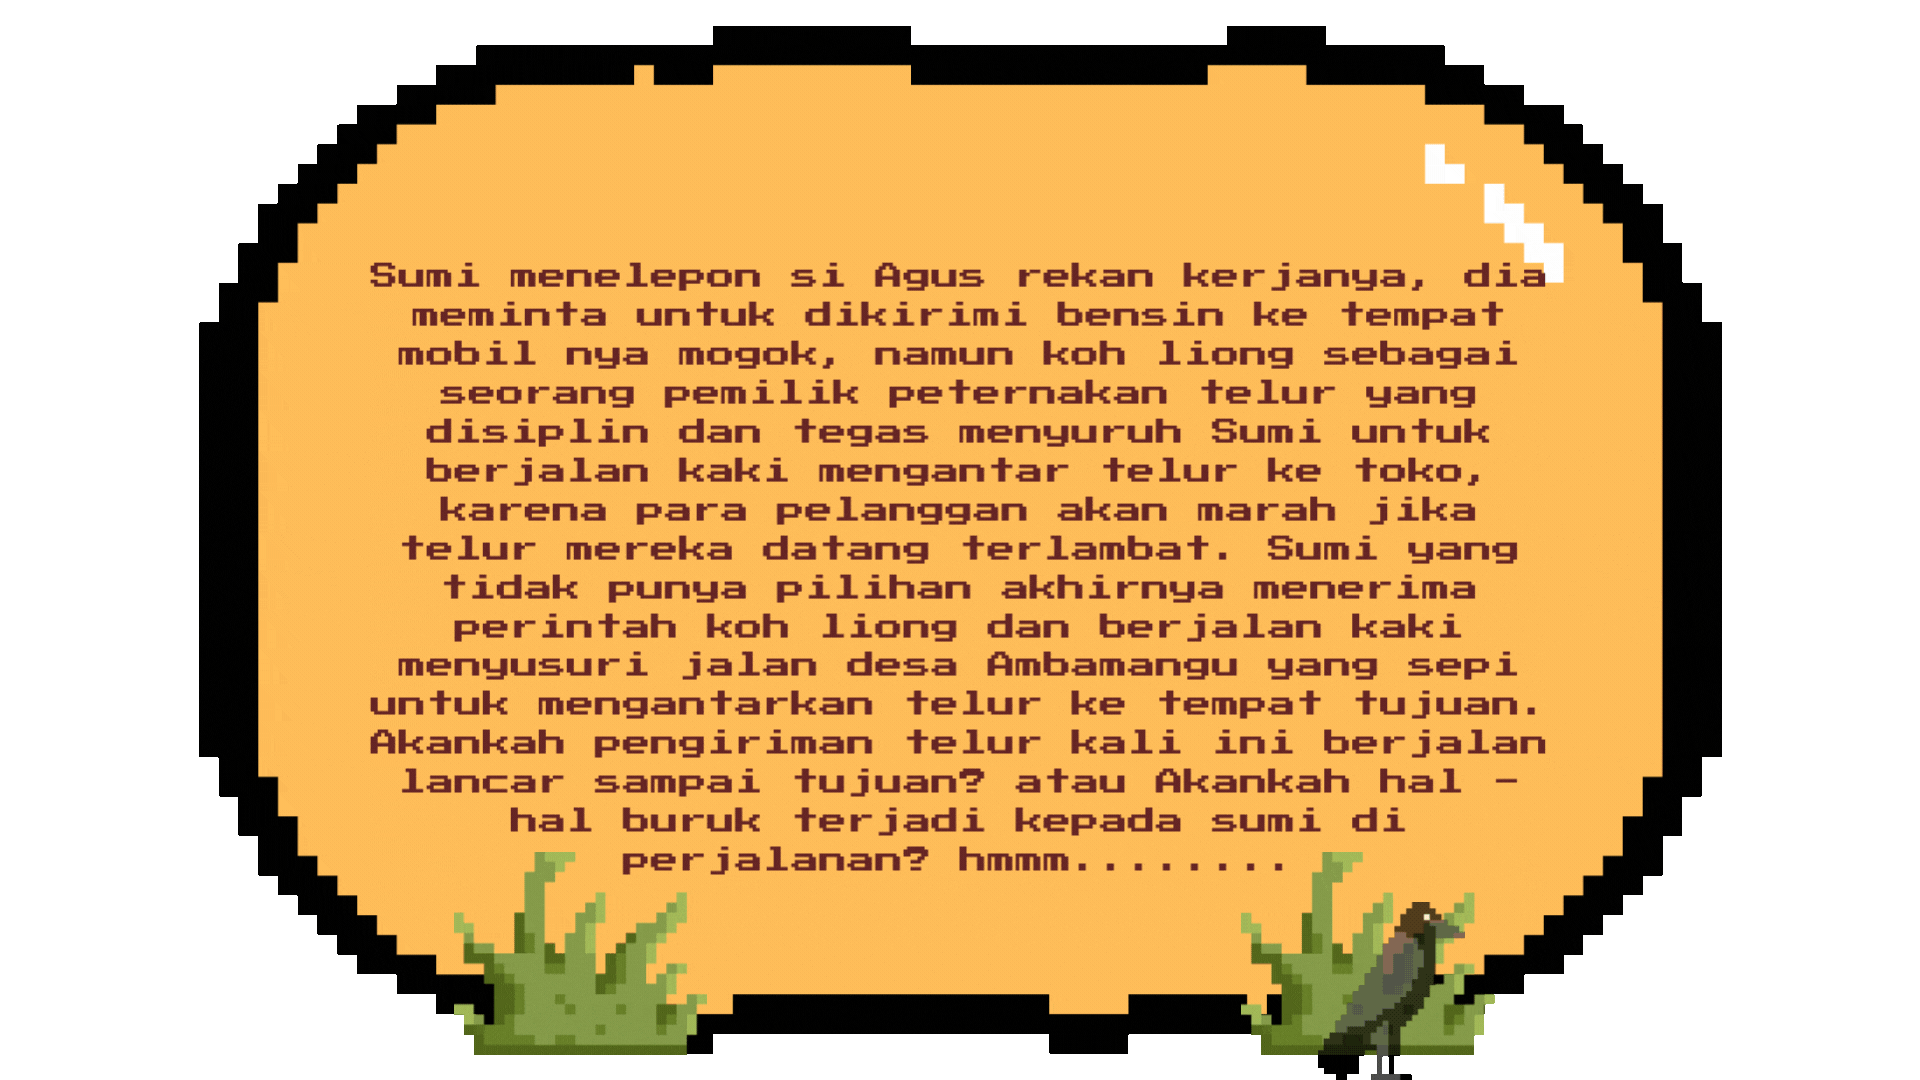 Sumi menelepon si Agus rekan kerjanya, dia
meminta untuk dikirimi bensin ke tempat
mobil nya mogok, namun koh liong sebagai
seorang pemilik peternakan telur yang
disiplin dan tegas menyuruh Sumi untuk
berjalan kaki mengantar telur ke toko,
karena para pelanggan akan marah jika
telur mereka datang terlambat. Sumi yang
tidak punya pilihan akhirnya menerima
perintah koh liong dan berjalan kaki
menyusuri jalan desa Ambamangu yang sepi
untuk mengantarkan telur ke tempat tujuan.
Akankah pengiriman telur kali ini berjalan
lancar sampai tujuan? atau Akankah hal -
hal buruk terjadi kepada sumi di
perjalanan? hmmm........